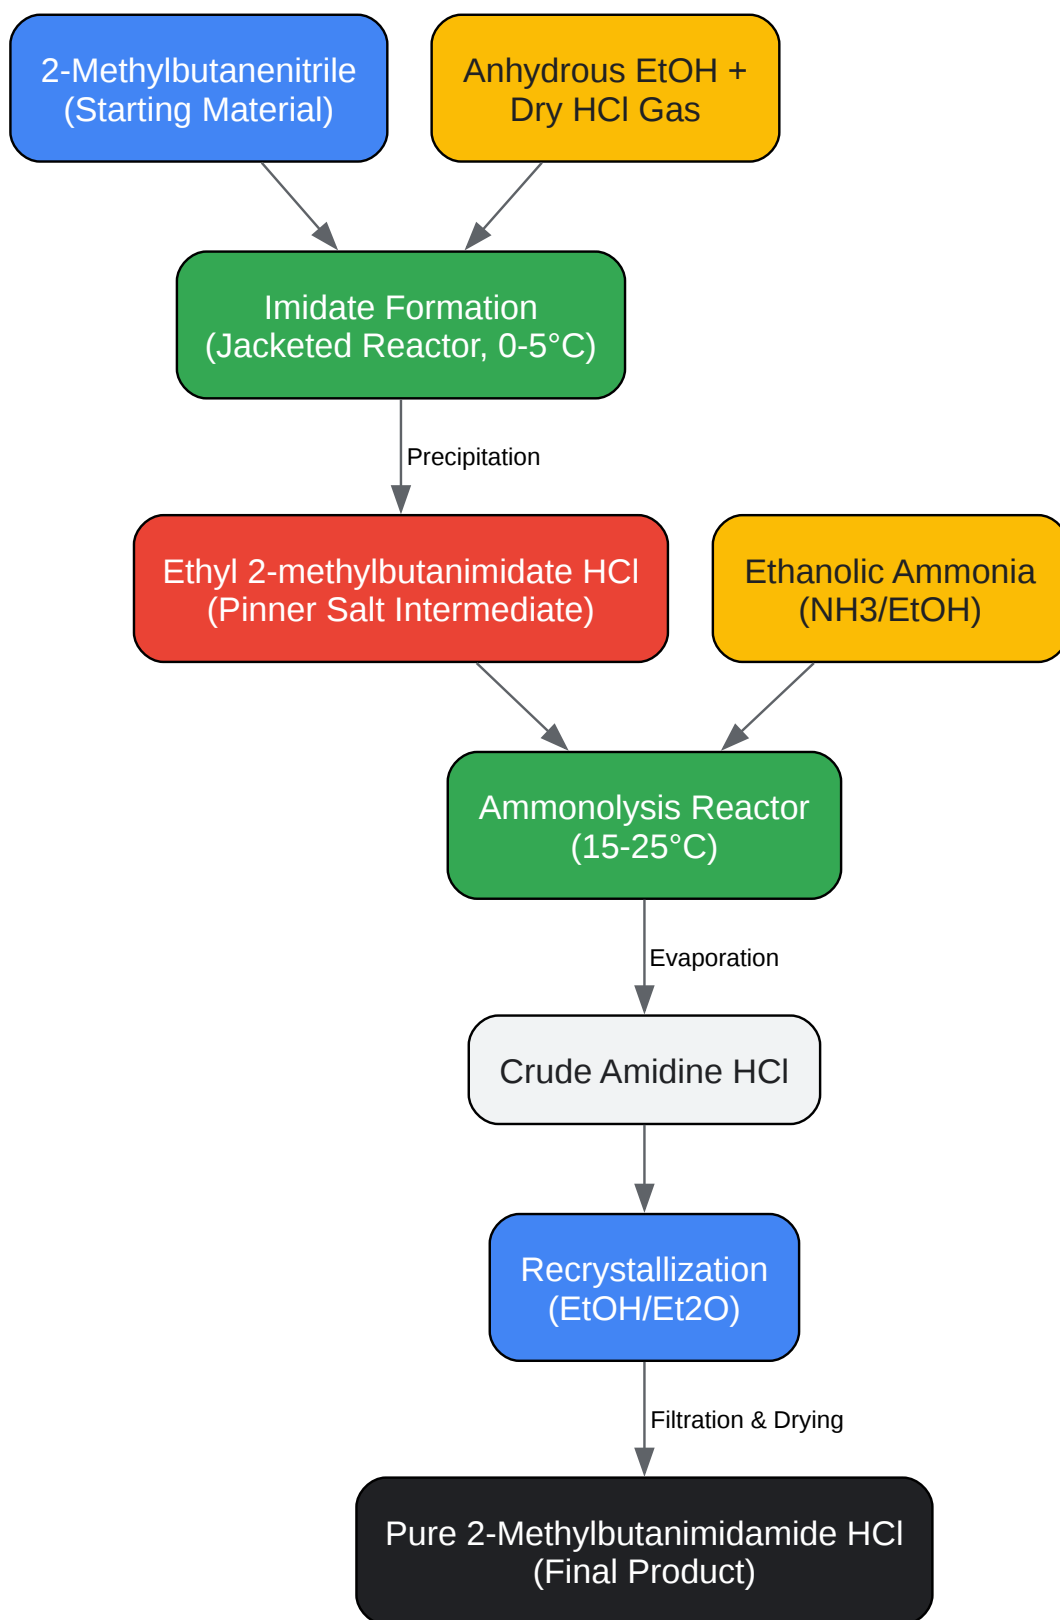 2-Methylbutanenitrile
(Starting Material)
Anhydrous EtOH +
Dry HCl Gas
Imidate Formation
(Jacketed Reactor, 0-5°C)
Precipitation
Ethyl 2-methylbutanimidate HCl
(Pinner Salt Intermediate)
Ethanolic Ammonia
(NH3/EtOH)
Ammonolysis Reactor
(15-25°C)
Evaporation
Crude Amidine HCl
Recrystallization
(EtOH/Et2O)
Filtration & Drying
Pure 2-Methylbutanimidamide HCl
(Final Product)